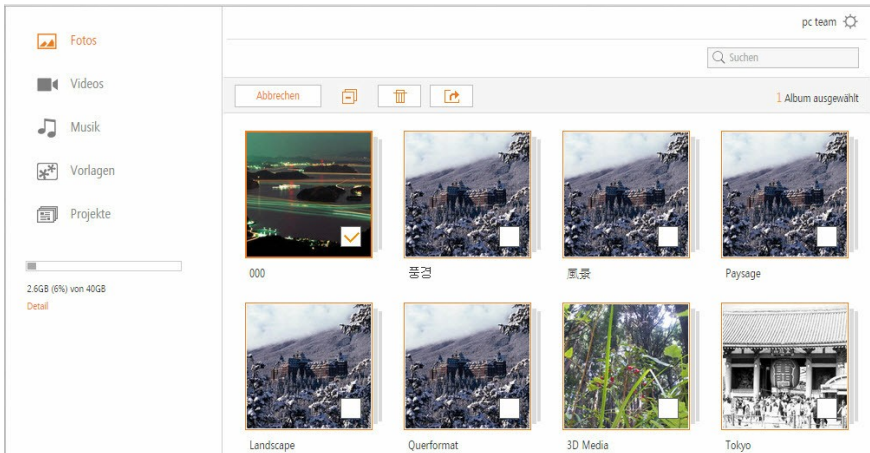 pc team
Fotos
Suchen
Videos
Abbrechen
1 Album ausgewählt
Musik
Vorlagen
Projekte
2.6GB (6%) von 40GB
Detail
000
풍경
風景
Paysage
Landscape
Querformat
3D Media
Tokyo